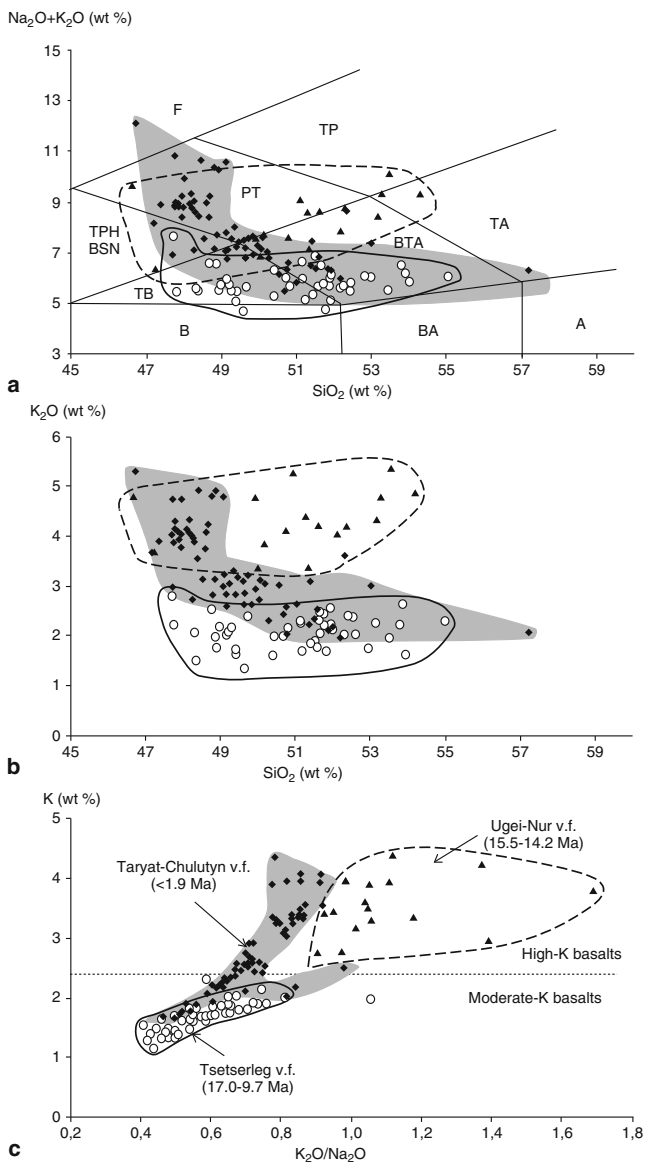 Na₂O+K₂O (wt %)
15
13
11
9
7
5
3
F
TP
PT
TPH
BSN
TA
BTA
TB
B
BA
A
45
47
49
51
53
55
57
59
SiO₂ (wt %)
a
K₂O (wt %)
6
5
4
3
2
1
0
45
47
49
51
53
55
57
59
SiO₂ (wt %)
b
K (wt %)
5
4
3
2
1
0
Ugei-Nur v.f.
(15.5-14.2 Ma)
Taryat-Chulutyn v.f.
(<1.9 Ma)
High-K basalts
Moderate-K basalts
Tsetserleg v.f.
(17.0-9.7 Ma)
0,2
0,4
0,6
0,8
1,0
1,2
1,4
1,6
1,8
K₂O/Na₂O
c